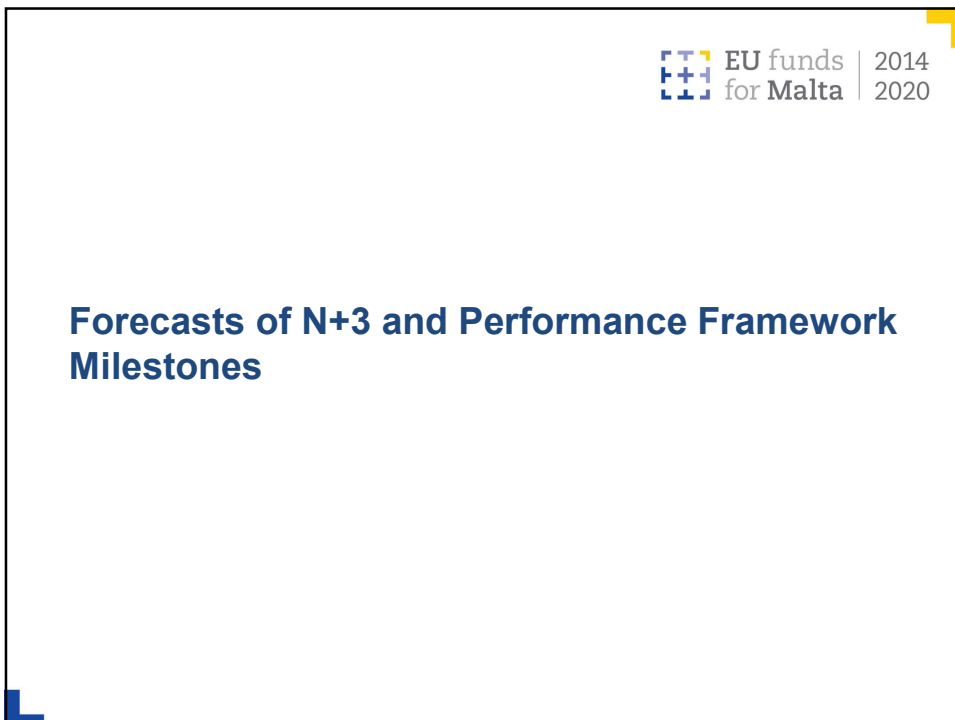 EU funds | 2014
for Malta | 2020
Forecasts of N+3 and Performance Framework
Milestones